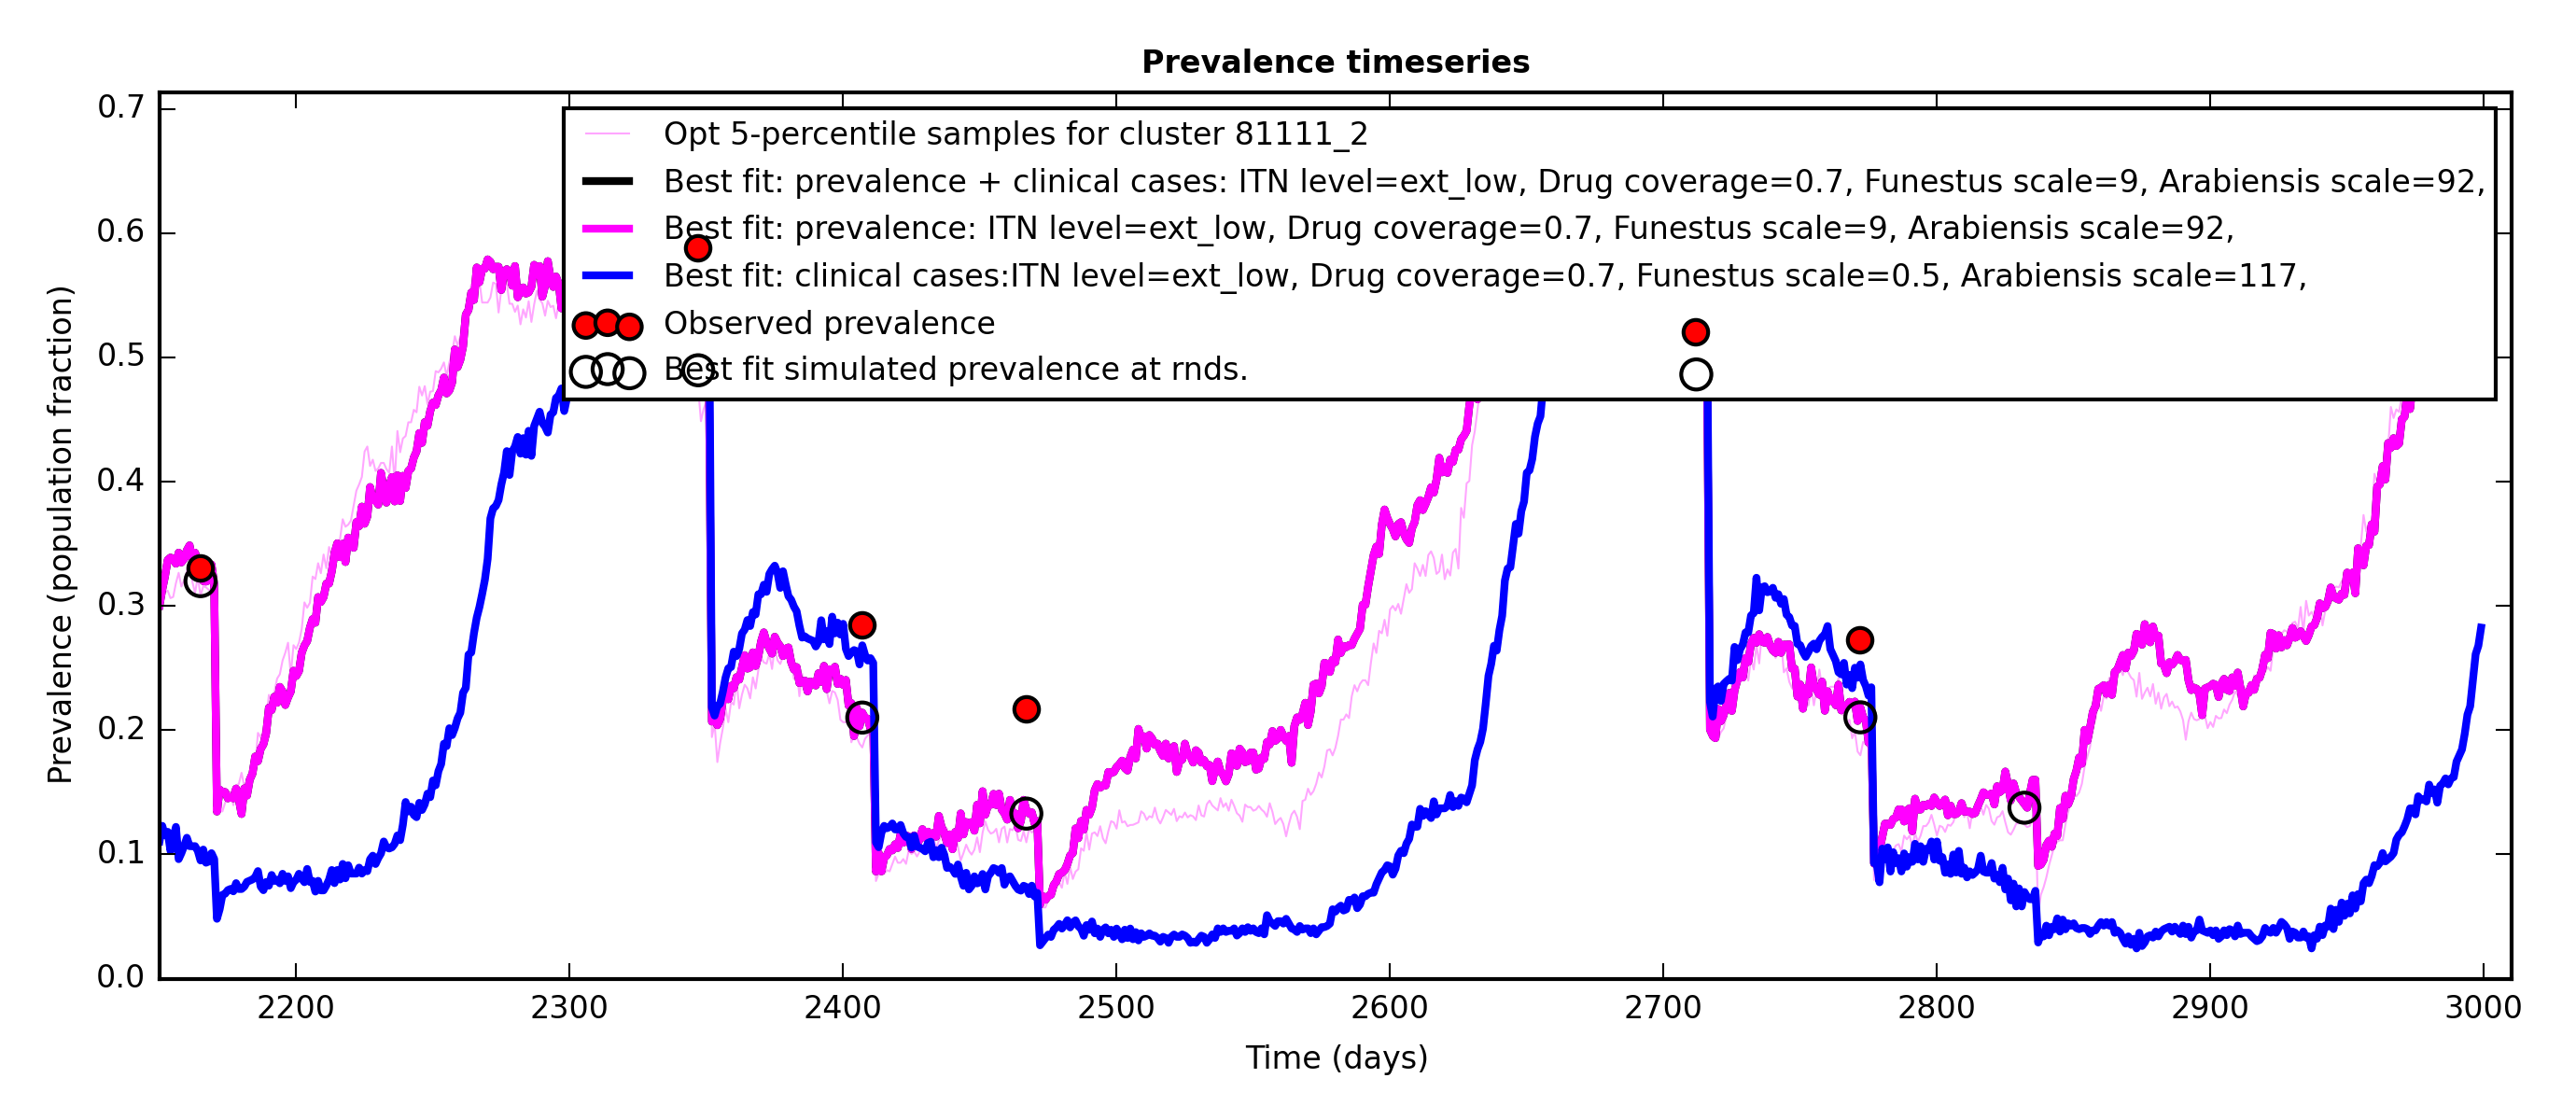 Prevalence timeseries
0.7
0.6
0.5
0.4
0.3
0.2
0.1
0.0
Prevalence (population fraction)
Opt 5-percentile samples for cluster 81111_2
Best fit: prevalence + clinical cases: ITN level=ext_low, Drug coverage=0.7, Funestus scale=9, Arabiensis scale=92,
Best fit: prevalence: ITN level=ext_low, Drug coverage=0.7, Funestus scale=9, Arabiensis scale=92,
Best fit: clinical cases:ITN level=ext_low, Drug coverage=0.7, Funestus scale=0.5, Arabiensis scale=117,
Observed prevalence
Best fit simulated prevalence at rnds.
2200 2300 2400 2500 2600 2700 2800 2900 3000
Time (days)